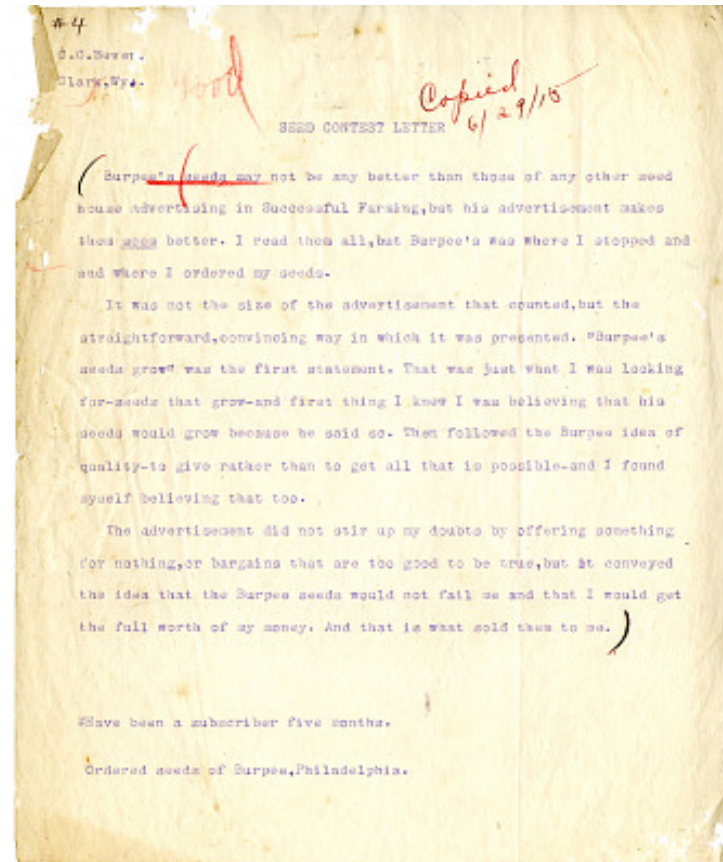 #4
C.C.Bever.
Clark,Wyo.
Good
Copied
6/29/15
SEED CONTEST LETTER
Burpee's seeds may not be any better than those of any other seed
house advertising in Successful Farming,but his advertisement makes
them seem better. I read them all,but Burpee's was where I stopped and
and where I ordered my seeds.
It was not the size of the advertisement that counted,but the
straightforward,convincing way in which it was presented. "Burpee's
seeds grow" was the first statement. That was just what I was looking
for-seeds that grow-and first thing I knew I was believing that his
seeds would grow because he said so. Then followed the Burpee idea of
quality-to give rather than to get all that is possible-and I found
myself believing that too.
The advertisement did not stir up my doubts by offering something
for nothing,or bargains that are too good to be true,but it conveyed
the idea that the Burpee seeds would not fail me and that I would get
the full worth of my money. And that is what sold them to me.
#Have been a subscriber five months.
Ordered seeds of Burpee,Philadelphia.